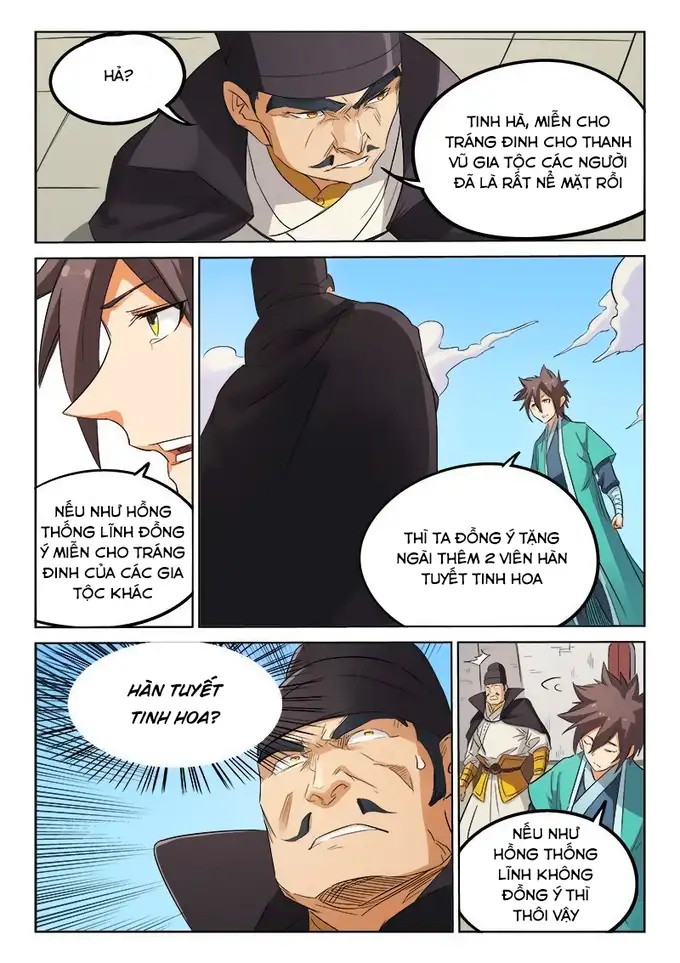 HẢ?
TINH HÀ, MIỄN CHO
TRÁNG ĐINH CHO THANH
VŨ GIA TỘC CÁC NGƯỜI
ĐÃ LÀ RẤT NỂ MẶT RỒI
NẾU NHƯ HỒNG
THỐNG LĨNH ĐỒNG
Ý MIỄN CHO TRÁNG
ĐINH CỦA CÁC GIA
TỘC KHÁC
THÌ TA ĐỒNG Ý TẶNG
NGÀI THÊM 2 VIÊN HÀN
TUYẾT TINH HOA
HÀN TUYẾT
TINH HOA?
NẾU NHƯ
HỒNG THỐNG
LĨNH KHÔNG
ĐỒNG Ý THÌ
THÔI VẬY